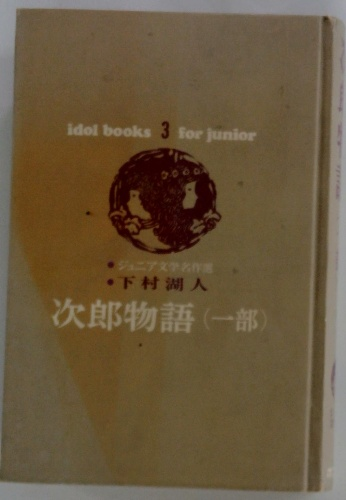 idol books 3 for junior
•ジュニア文学名作選
•下村湖人
次郎物語(一部)